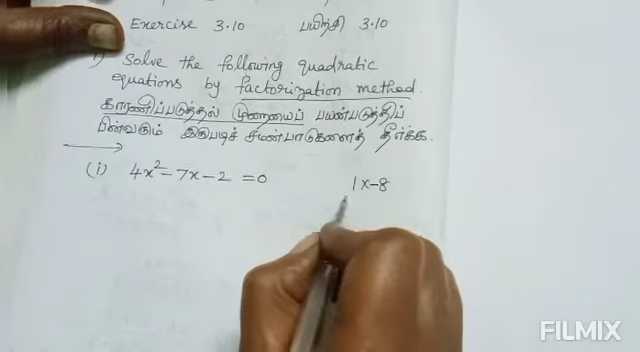 Exercise 3.10 பயிற்சி 3.10
1) Solve the following quadratic
equations by factorization method.
காரணிப்படுத்தல் முறையைப் பயன்படுத்திப்
பின்வரும் இருபடிச் சமன்பாடுகளைத் தீர்க்க.
(i) 4x² - 7x - 2 = 0 1x-8
FILMIX